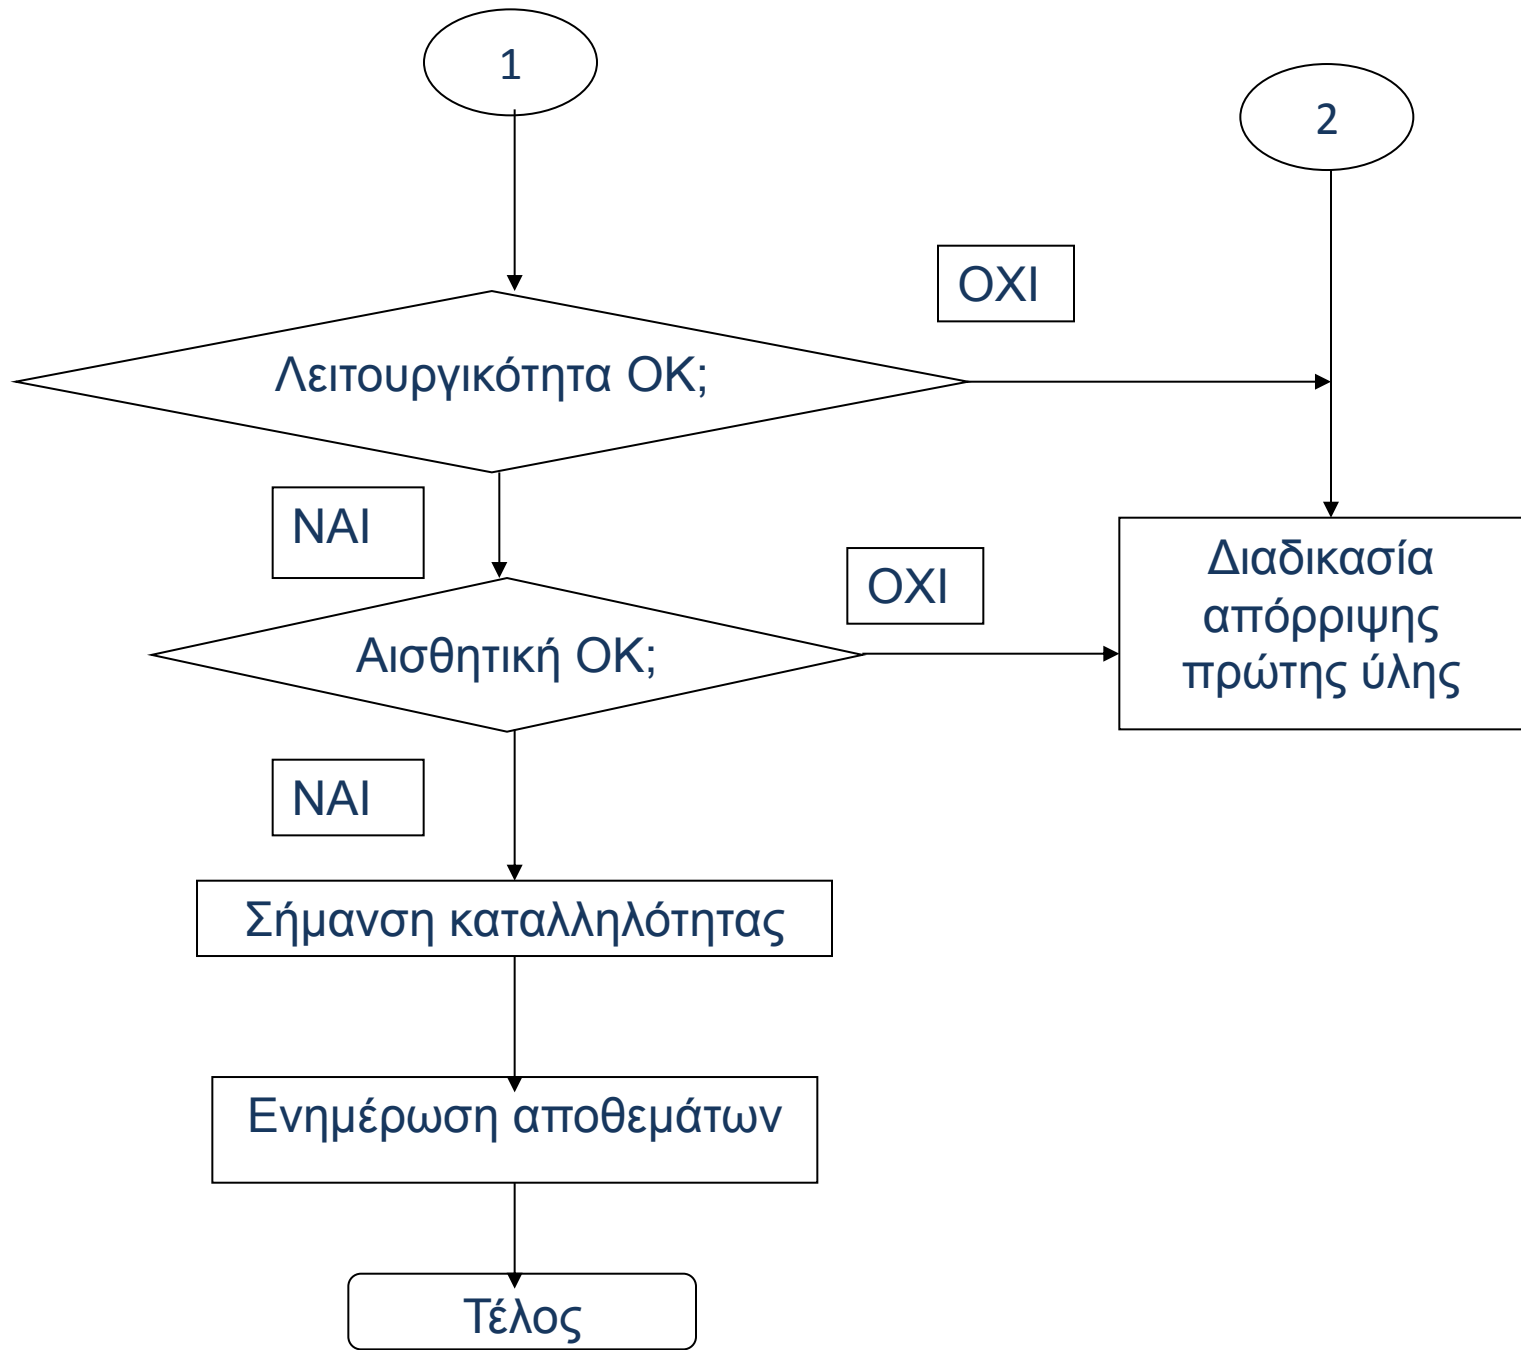 1
2
ΟΧΙ
Λειτουργικότητα ΟΚ;
ΝΑΙ
ΟΧΙ
Διαδικασία
απόρριψης
πρώτης ύλης
Αισθητική ΟΚ;
ΝΑΙ
Σήμανση καταλληλότητας
Ενημέρωση αποθεμάτων
Τέλος